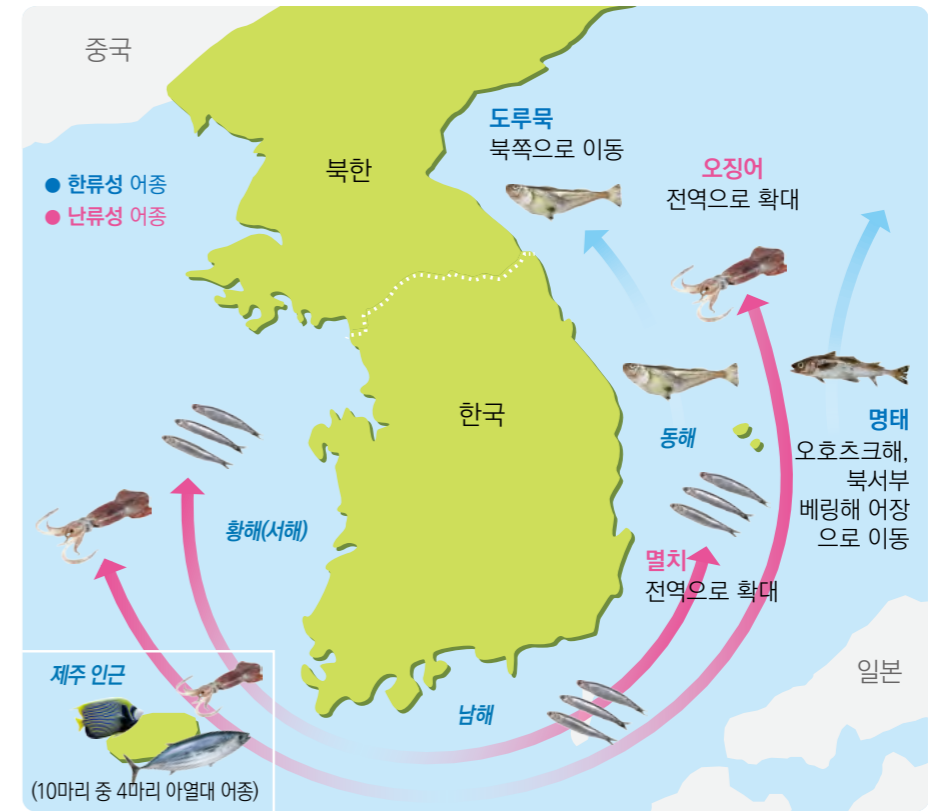 중국
북한
도루묵
북쪽으로 이동
오징어
전역으로 확대
● 한류성 어종
● 난류성 어종
한국
동해
명태
오호츠크해,
북서부
베링해 어장
으로 이동
황해(서해)
멸치
전역으로 확대
제주 인근
남해
일본
(10마리 중 4마리 아열대 어종)